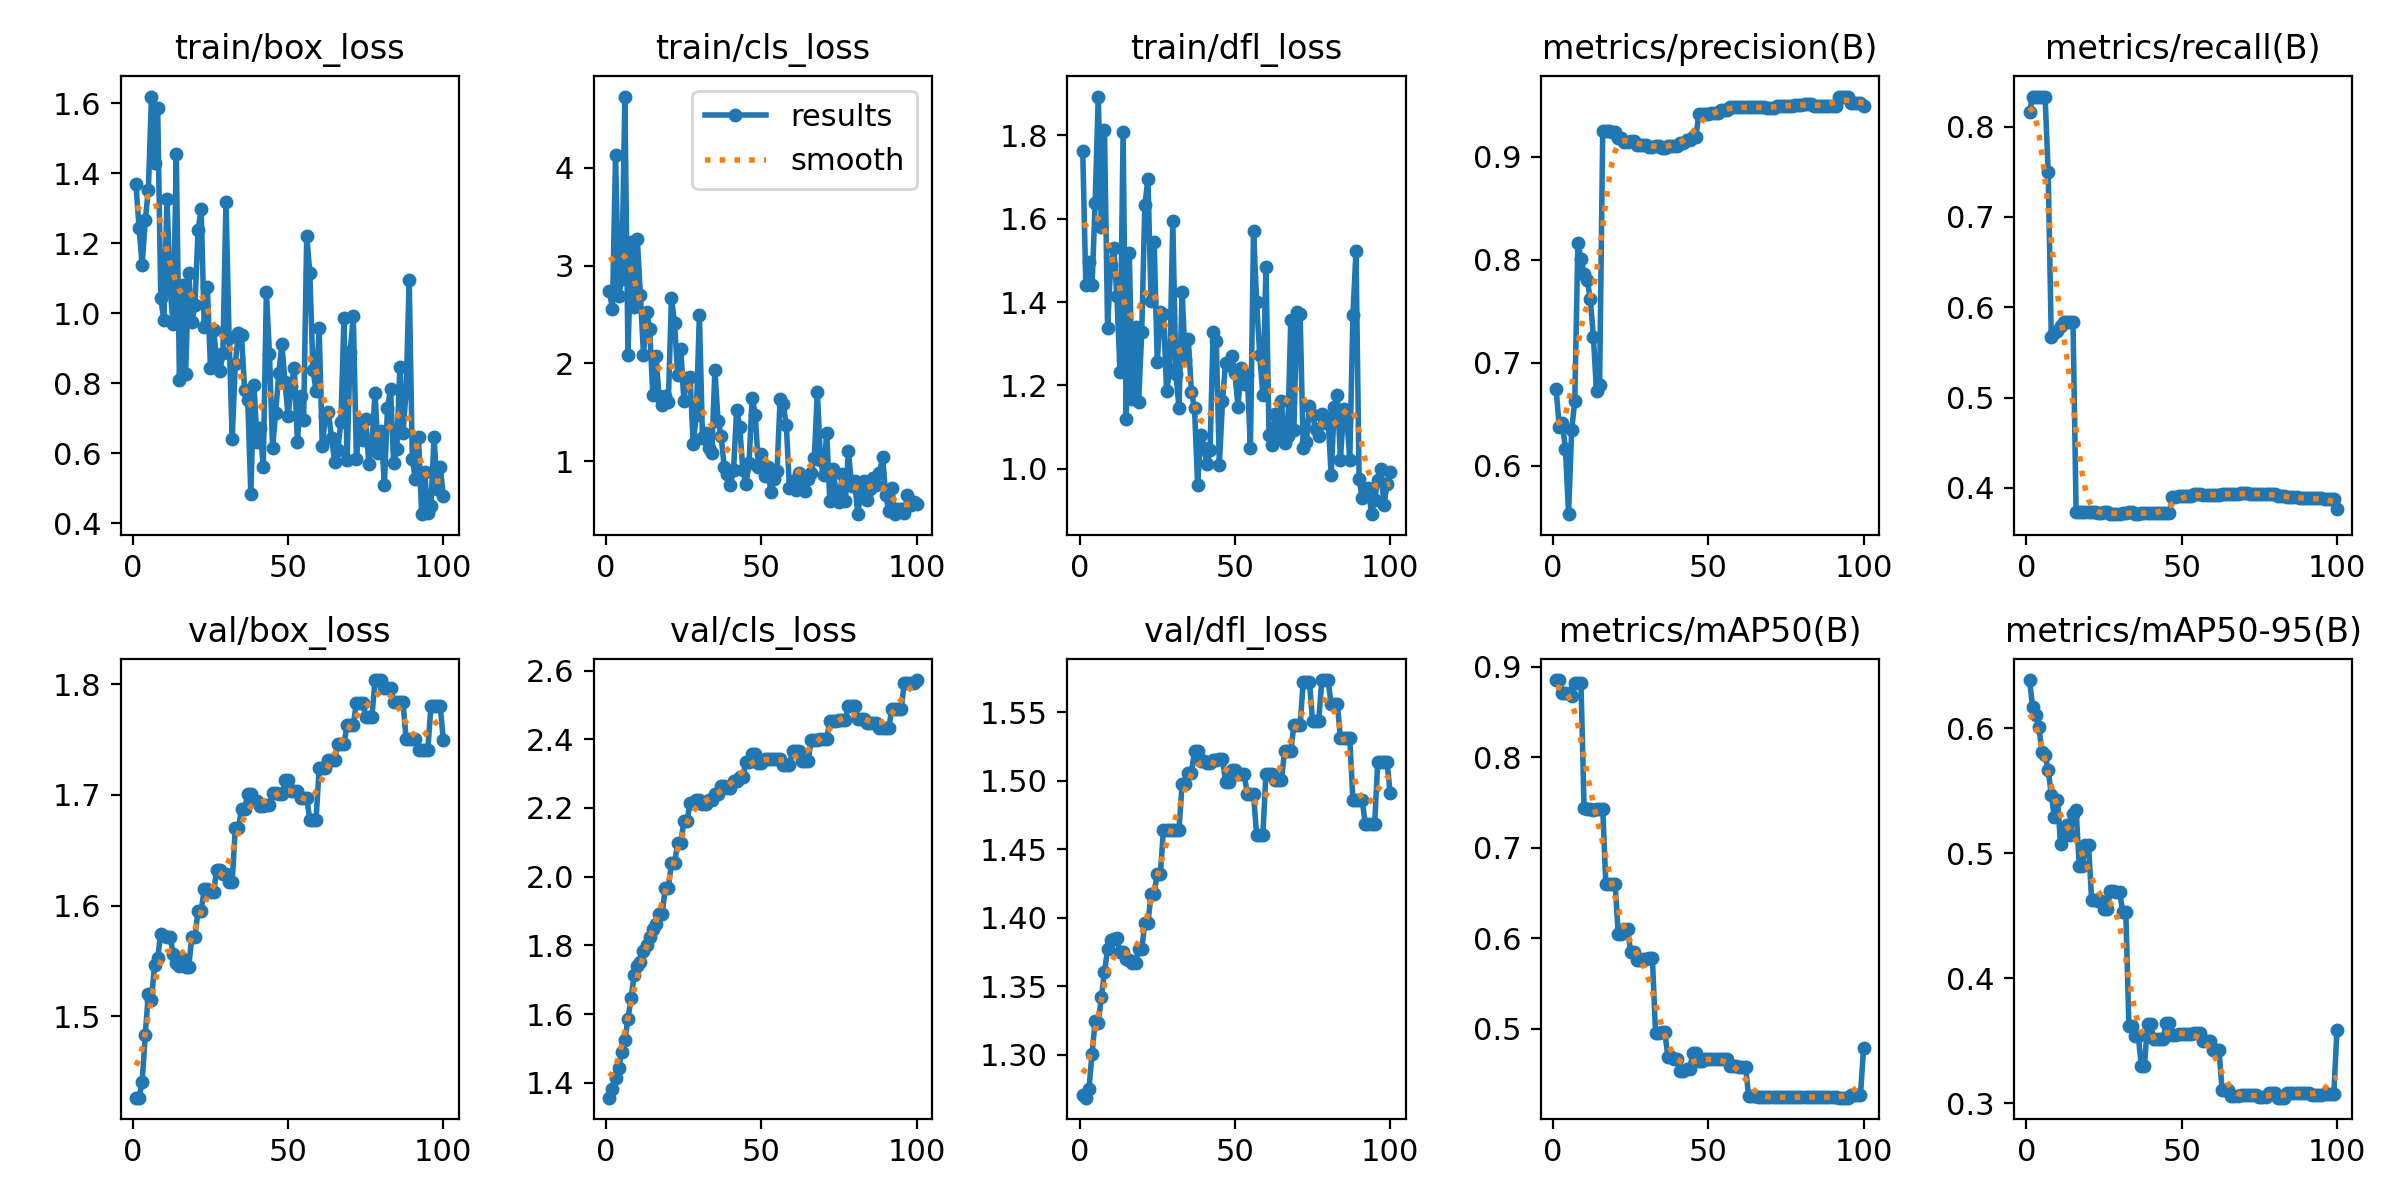 train/box_loss
train/cls_loss
train/dfl_loss
metrics/precision(B)
metrics/recall(B)
1.6
1.4
1.2
1.0
0.8
0.6
0.4
0 50 100
results
smooth
4
3
2
1
0 50 100
1.8
1.6
1.4
1.2
1.0
0 50 100
0.9
0.8
0.7
0.6
0 50 100
0.8
0.7
0.6
0.5
0.4
0 50 100
val/box_loss
val/cls_loss
val/dfl_loss
metrics/mAP50(B)
metrics/mAP50-95(B)
1.8
1.7
1.6
1.5
0 50 100
2.6
2.4
2.2
2.0
1.8
1.6
1.4
0 50 100
1.55
1.50
1.45
1.40
1.35
1.30
0 50 100
0.9
0.8
0.7
0.6
0.5
0 50 100
0.6
0.5
0.4
0.3
0 50 100